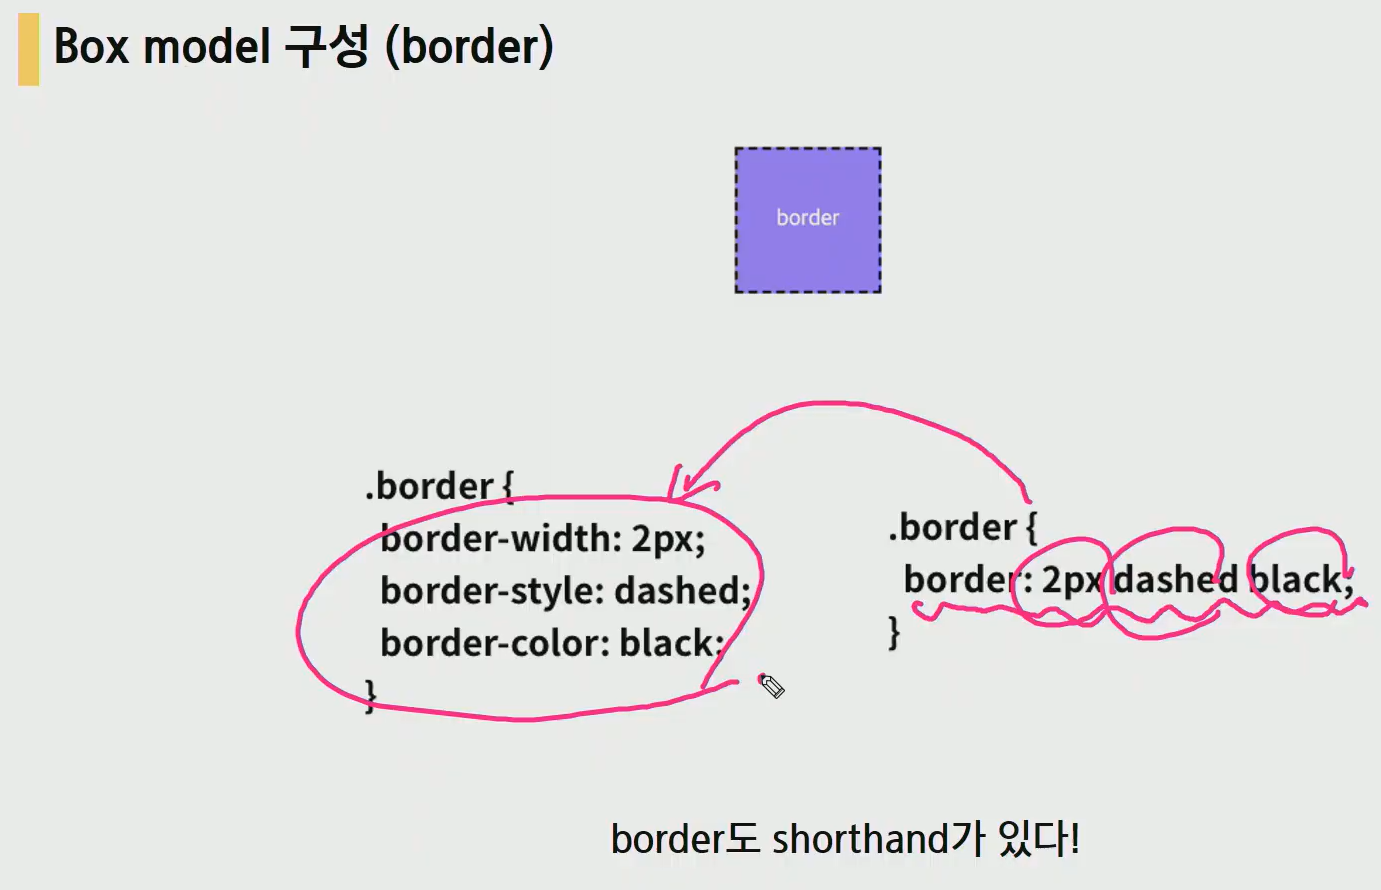 Box model 구성 (border)
border
.border {
border-width: 2px;
border-style: dashed;
border-color: black;
}
.border {
border: 2px dashed black;
}
border도 shorthand가 있다!